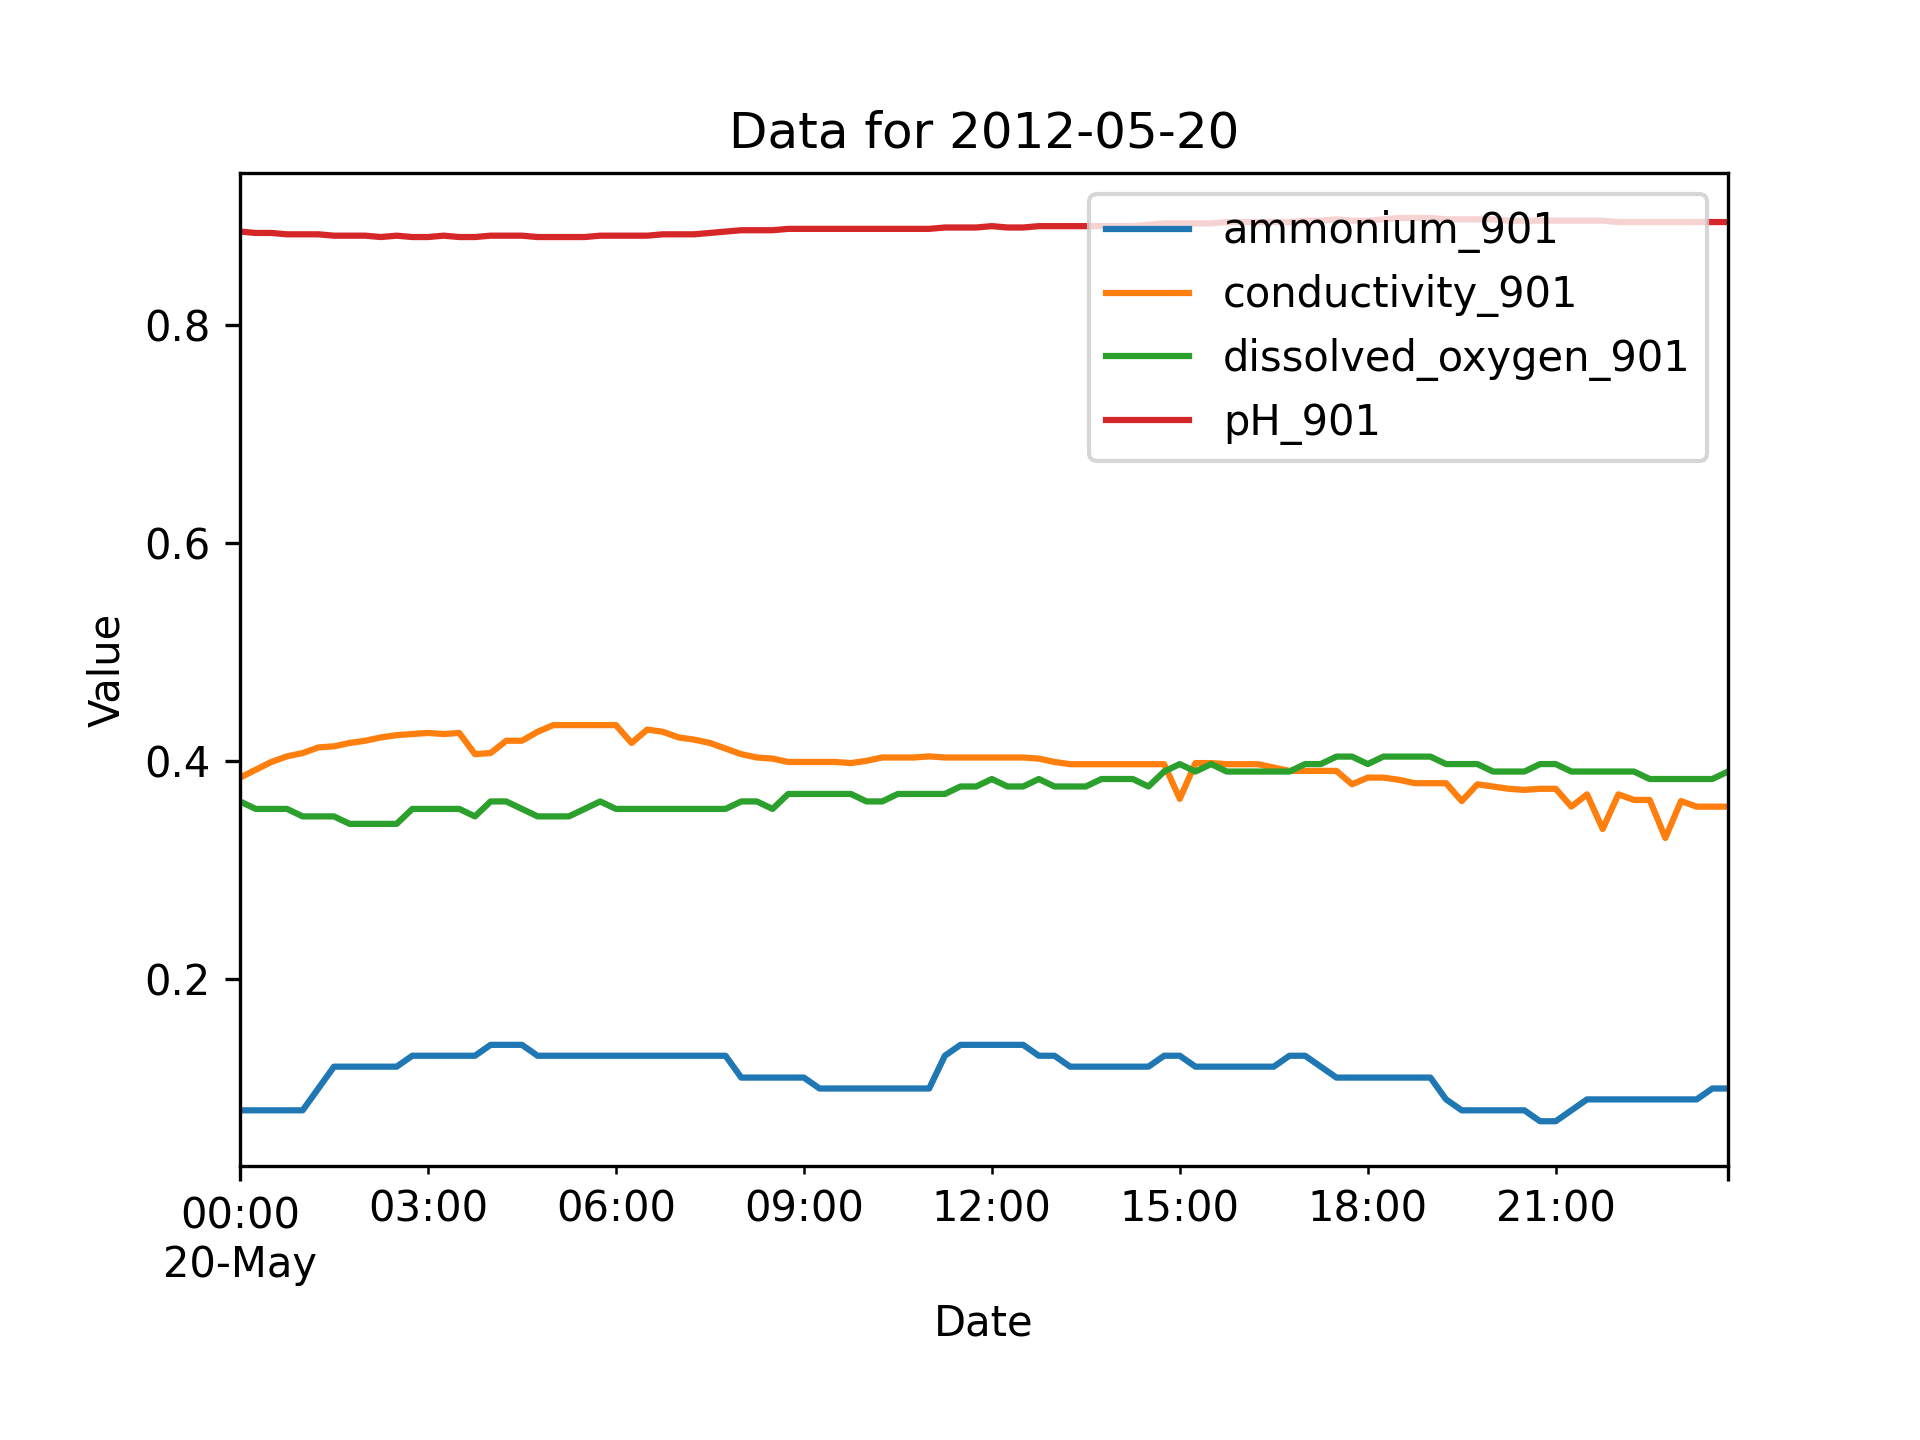 Data for 2012-05-20
ammonium_901
conductivity_901
dissolved_oxygen_901
pH_901
Value
0.8
0.6
0.4
0.2
00:00 03:00 06:00 09:00 12:00 15:00 18:00 21:00
20-May
Date